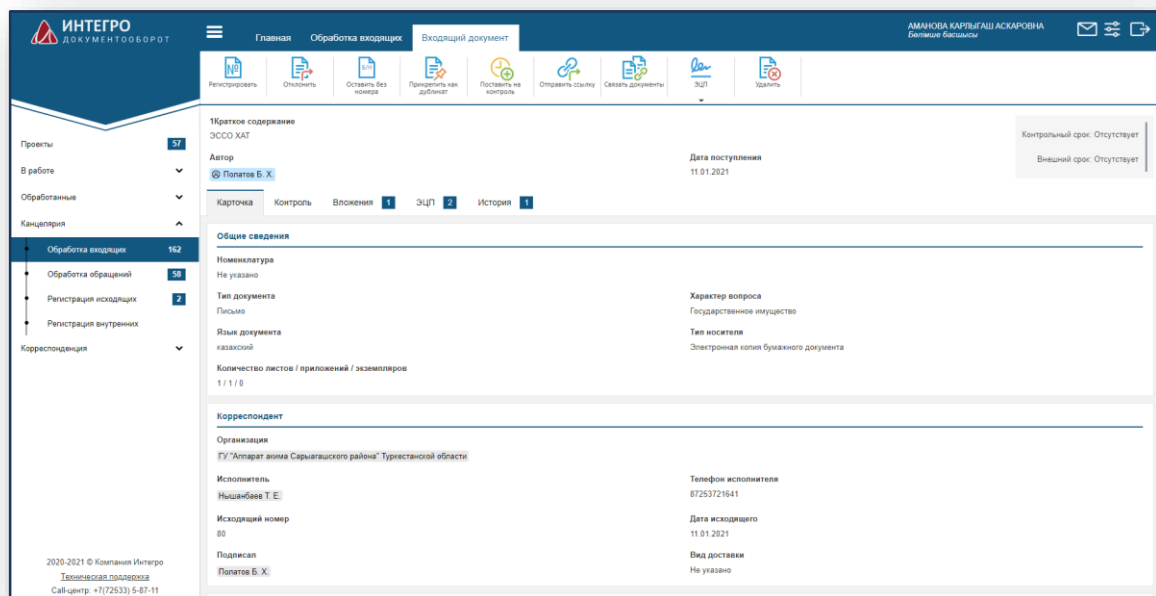 ИНТЕГРО
ДОКУМЕНТООБОРОТ
Главная
Обработка входящих
Входящий документ
АМАНОВА КАРЛЫГАШ АСКАРОВНА
Бөлімше басшысы
Регистрировать
Отклонить
Оставить без
номера
Прикрепить как
дубликат
Поставить на
контроль
Отправить ссылку
Связать документы
ЭЦП
Удалить
Проекты 57
В работе
Обработанные
Канцелярия
Обработка входящих 162
Обработка обращений 58
Регистрация исходящих 2
Регистрация внутренних
Корреспонденция
2020-2021 © Компания Интегро
Техническая поддержка
Call-центр: +7(72533) 5-87-11
1Краткое содержание
ЭССО ХАТ
Контрольный срок: Отсутствует
Внешний срок: Отсутствует
Автор
Полатов Б. Х.
Дата поступления
11.01.2021
Карточка
Контроль
Вложения 1
ЭЦП 2
История 1
Общие сведения
Номенклатура
Не указано
Тип документа
Письмо
Характер вопроса
Государственное имущество
Язык документа
казахский
Тип носителя
Электронная копия бумажного документа
Количество листов / приложений / экземпляров
1 / 1 / 0
Корреспондент
Организация
ГУ "Аппарат акима Сарыагашского района" Туркестанской области
Исполнитель
Нышанбаев Т. Е.
Телефон исполнителя
87253721641
Исходящий номер
80
Дата исходящего
11.01.2021
Подписал
Полатов Б. Х.
Вид доставки
Не указано